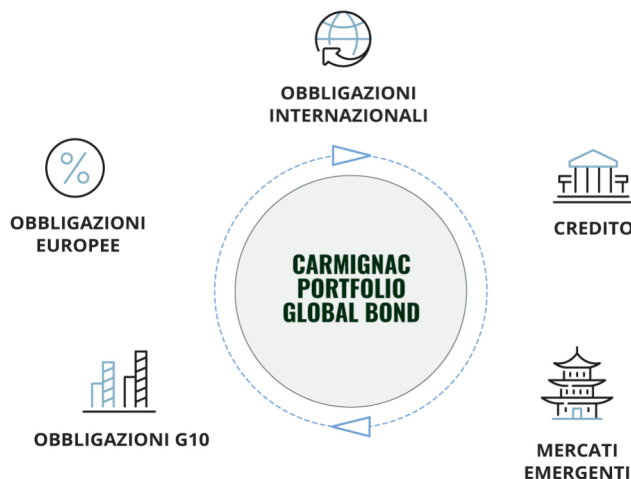 OBBLIGAZIONI
INTERNAZIONALI
%
OBBLIGAZIONI
EUROPEE
CREDITO
CARMIGNAC
PORTFOLIO
GLOBAL BOND
OBBLIGAZIONI G10
MERCATI
EMERGENTI